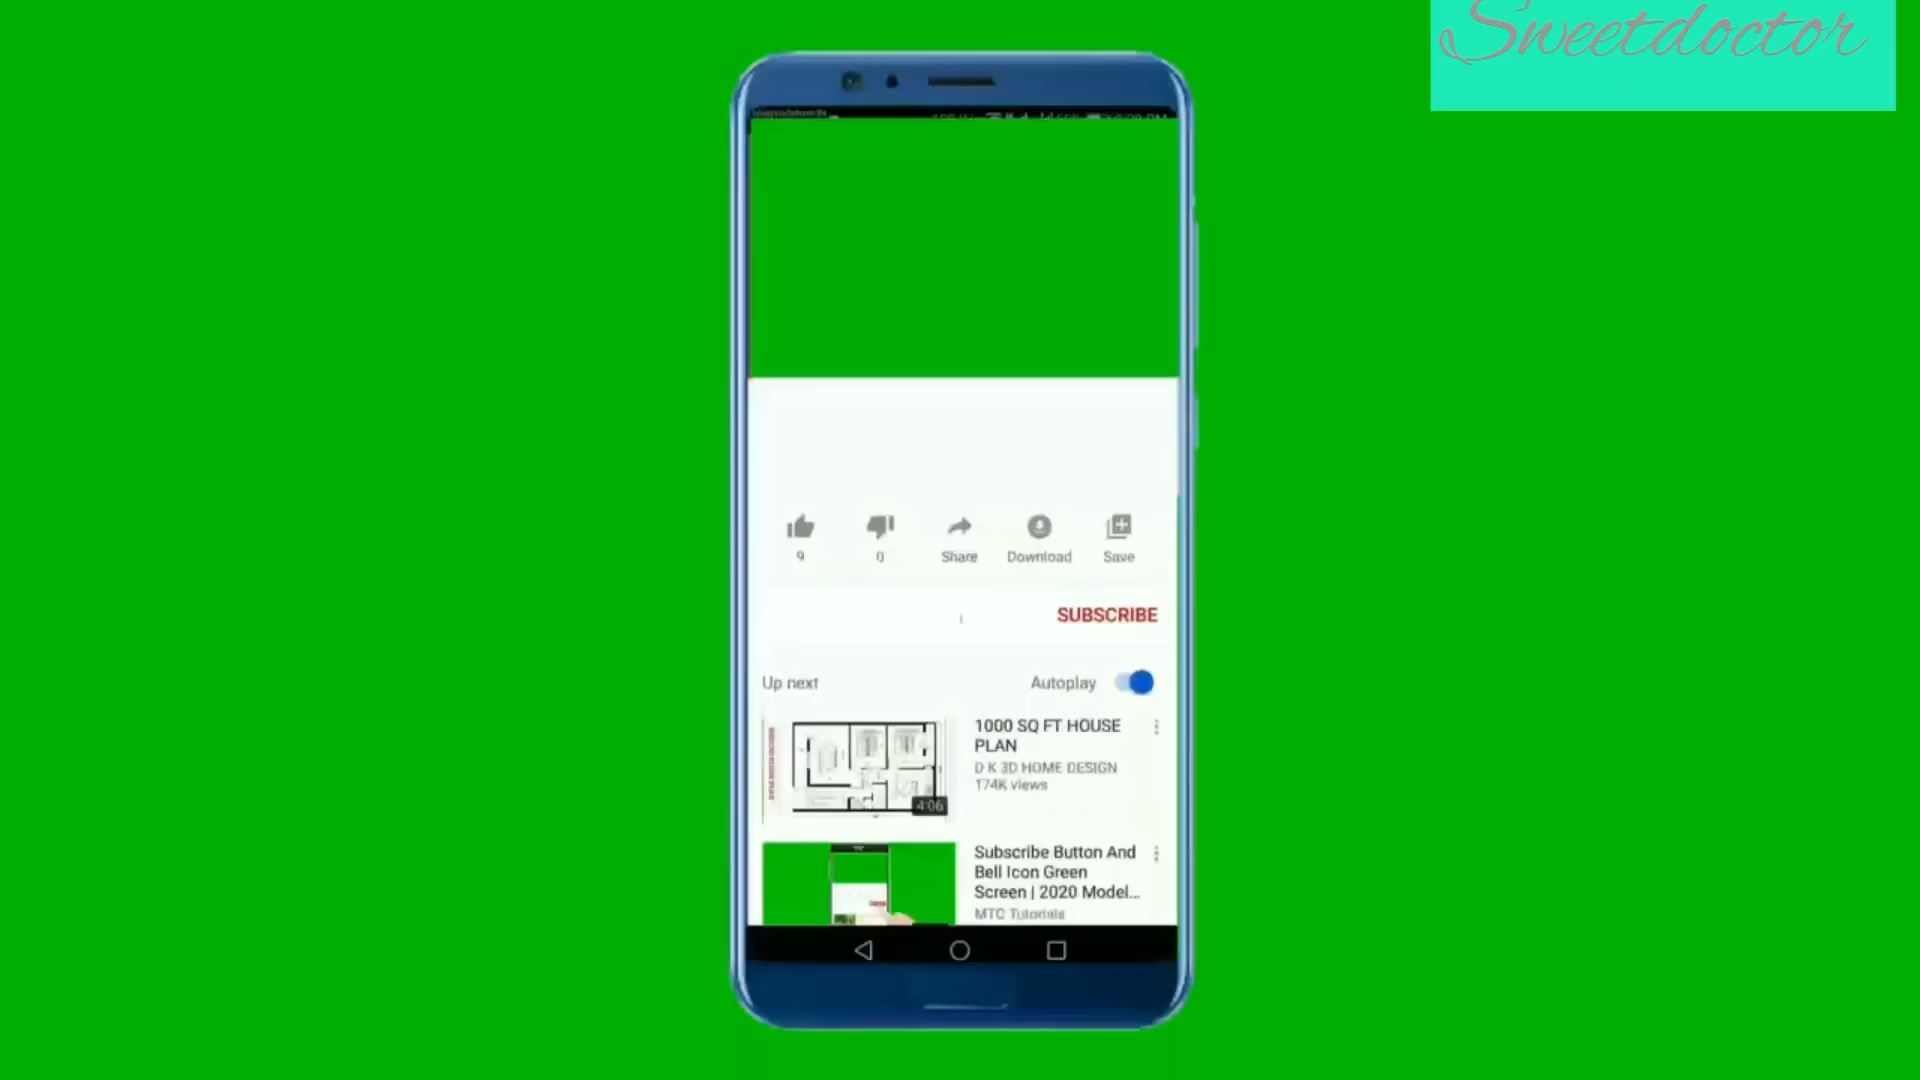 Sweetdoctor
9
0
Share
Download
Save
SUBSCRIBE
Up next
Autoplay
1000 SQ FT HOUSE
PLAN
D K 3D HOME DESIGN
174K views
4:06
Subscribe Button And
Bell Icon Green
Screen | 2020 Model...
MTC Tutorials